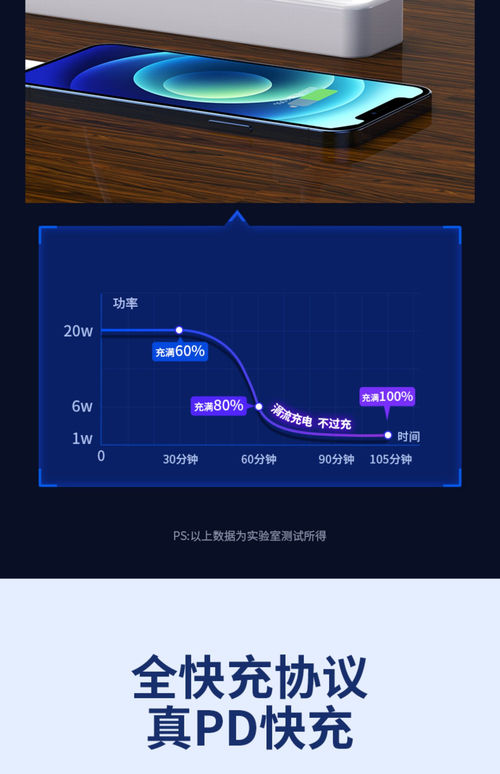 功率
20w
充满60%
充满80%
6w
涓流充电 不过充
充满100%
1w
时间
0
30分钟
60分钟
90分钟
105分钟
PS:以上数据为实验室测试所得
全快充协议
真PD快充